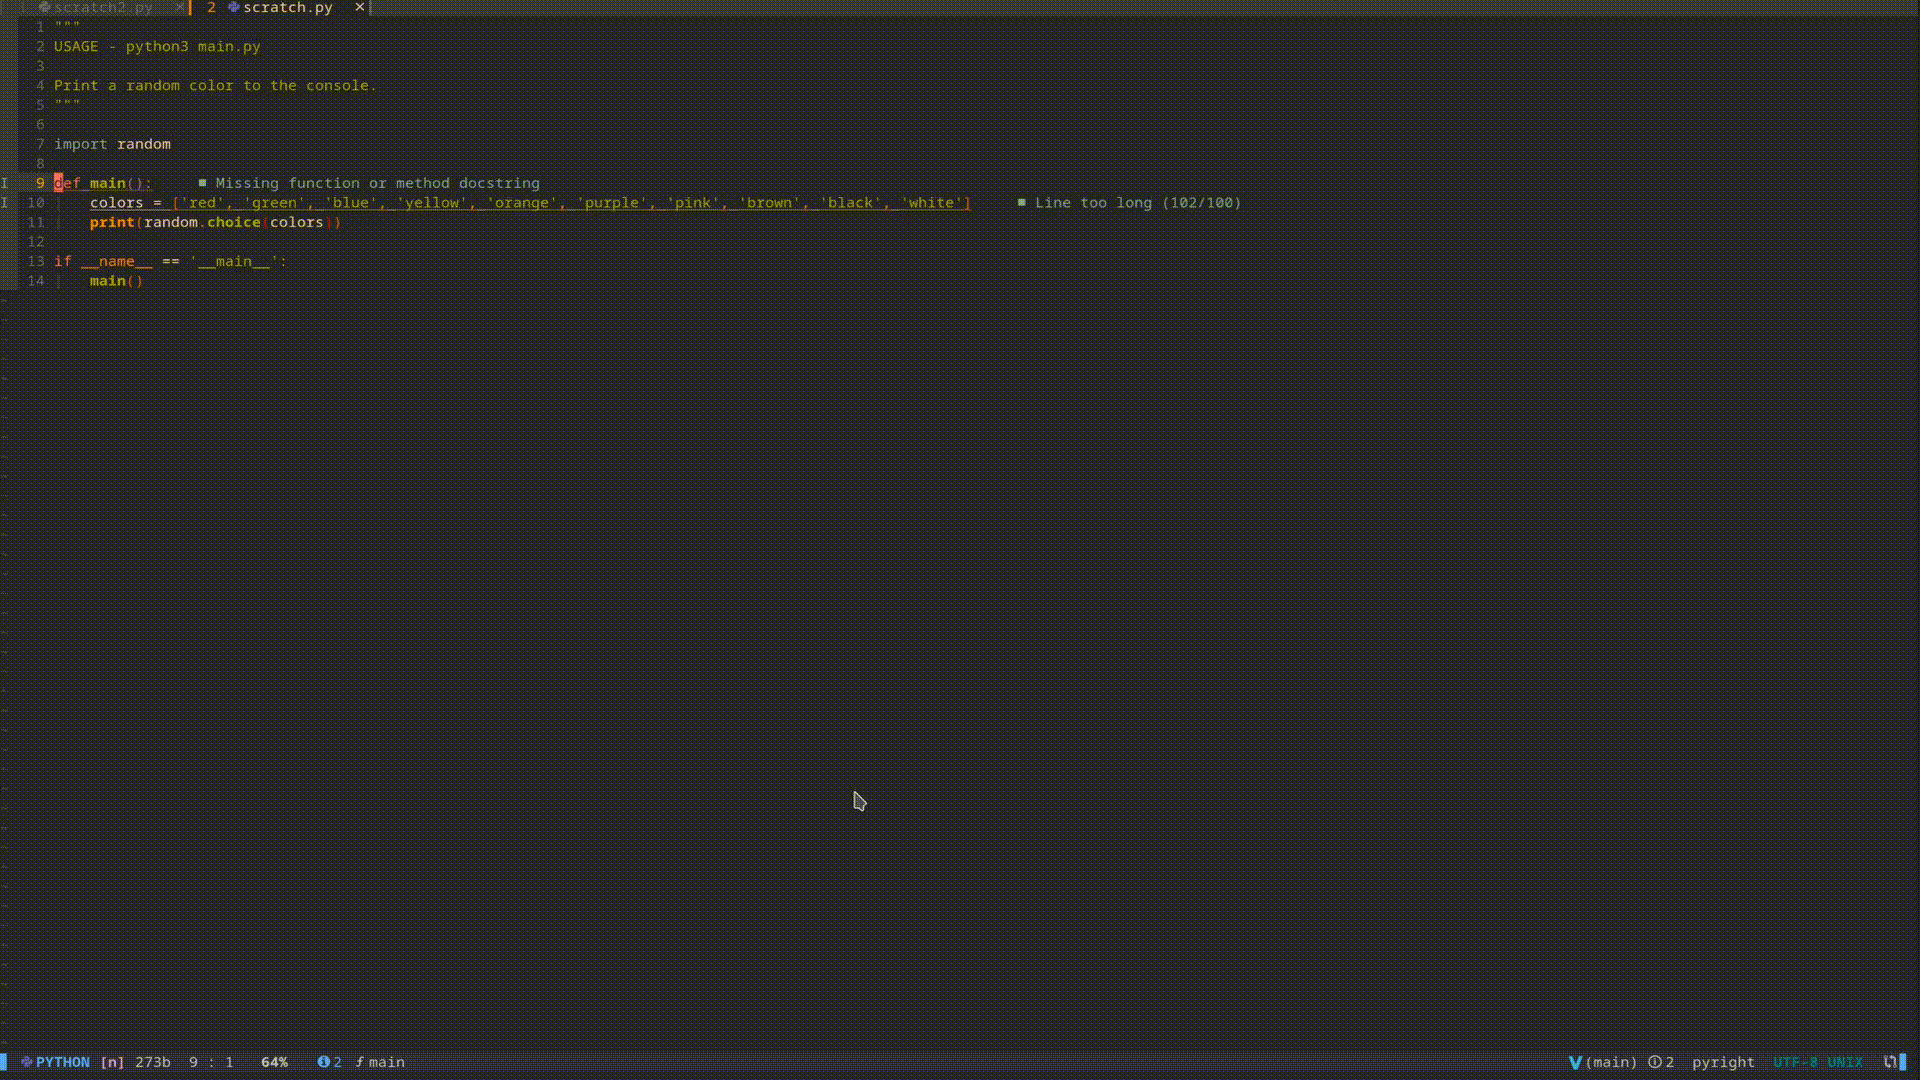 scratch2.py × 2 scratch.py ×
1 """
2 USAGE - python3 main.py
3
4 Print a random color to the console.
5 """
6
7 import random
8
I 9 def main(): ■ Missing function or method docstring
I 10 colors = ['red', 'green', 'blue', 'yellow', 'orange', 'purple', 'pink', 'brown', 'black', 'white'] ■ Line too long (102/100)
11 print(random.choice(colors))
12
13 if __name__ == '__main__':
14 main()
PYTHON [n] 273b 9 : 1 64% 2 ƒ main V(main) 2 pyright UTF-8 UNIX